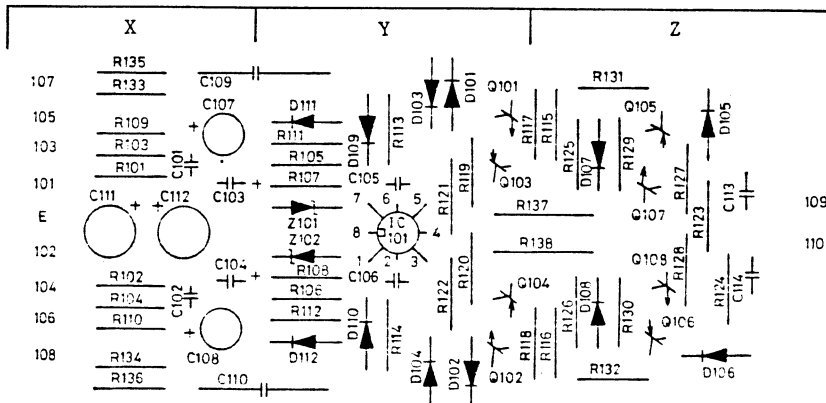 X Y Z
R135
107 C109 R131
R133
C107 D111 D103 D101 Q101 Q105
105 R109 R111 R113 R117 R115 D105
103 R103 C101 R105 D109 R125 D107 R129
R101 R107 C105 R119 Q103 R127
101 C111 C112 C103 7 6 5 R121 Q107 C113
E Z101 8 IC 101 4 R137 R123 109
Z102 R138 110
102 C104 1 2 3 Q108 R128
R102 R108 C106 R120 Q104
104 C102 R106 R122 R126 D108 R130 R124 C114
R104
106 R110 R112 D110 R114 Q106
C108 D112 D104 D102 Q102 R118 R116
108 R134 D106
C110 R132
R136